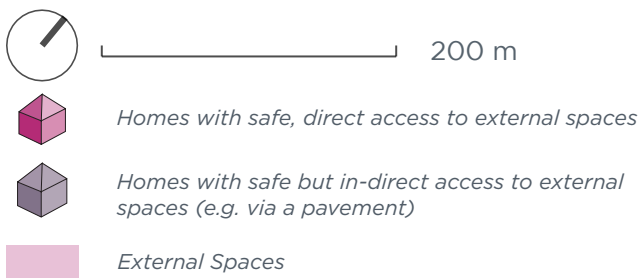 200 m
Homes with safe, direct access to external spaces
Homes with safe but in-direct access to external
spaces (e.g. via a pavement)
External Spaces